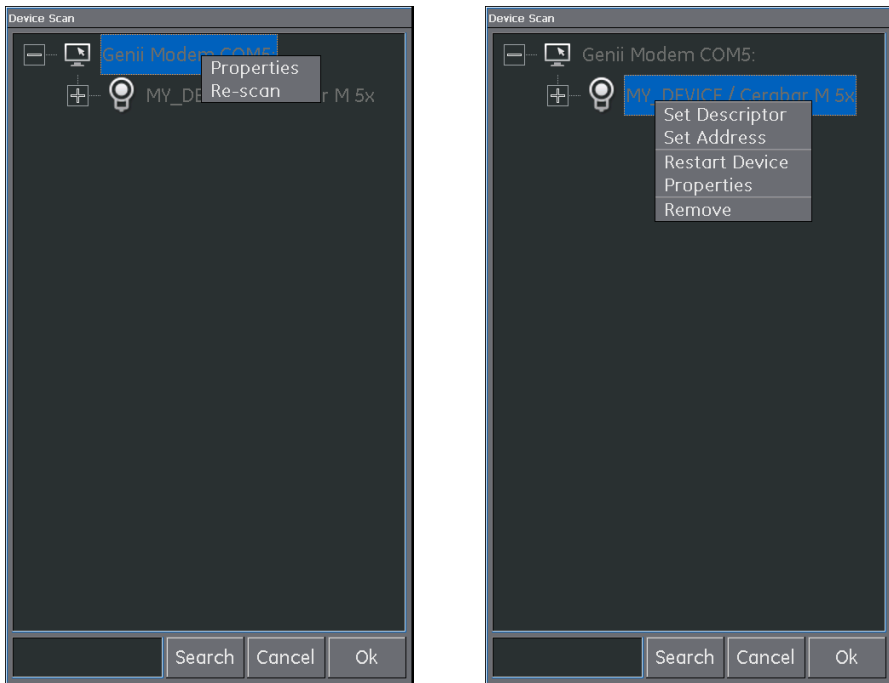 Device Scan
Genii Modem COM5:
Properties
Re-scan
MY_DE r M 5x
Search Cancel Ok
Device Scan
Genii Modem COM5:
MY_DEVICE / Cerabar M 5x
Set Descriptor
Set Address
Restart Device
Properties
Remove
Search Cancel Ok